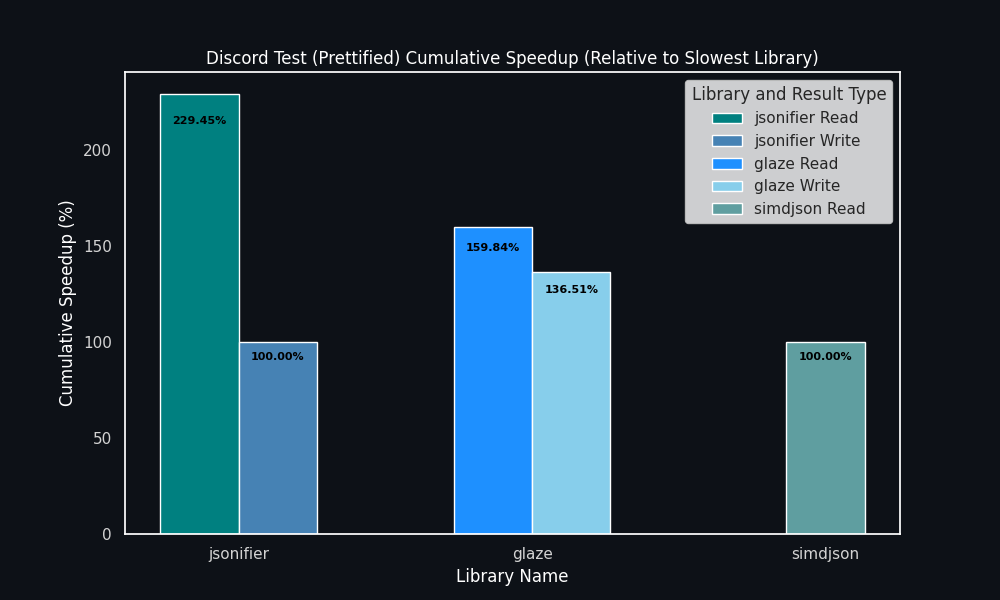 Discord Test (Prettified) Cumulative Speedup (Relative to Slowest Library)
Library and Result Type
jsonifier Read
jsonifier Write
glaze Read
glaze Write
simdjson Read
Cumulative Speedup (%)
200
150
100
50
0
229.45%
100.00%
159.84%
136.51%
100.00%
jsonifier
glaze
simdjson
Library Name